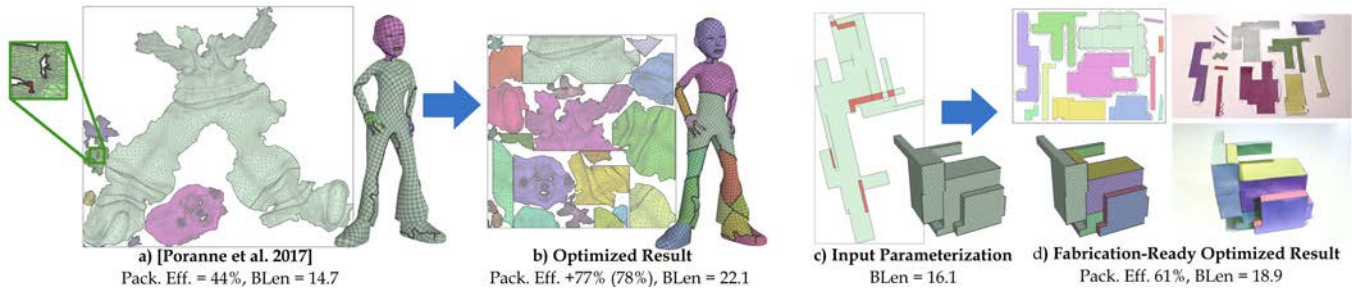 a) [Poranne et al. 2017]
Pack. Eff. = 44%, BLen = 14.7
b) Optimized Result
Pack. Eff. +77% (78%), BLen = 22.1
c) Input Parameterization
BLen = 16.1
d) Fabrication-Ready Optimized Result
Pack. Eff. 61%, BLen = 18.9